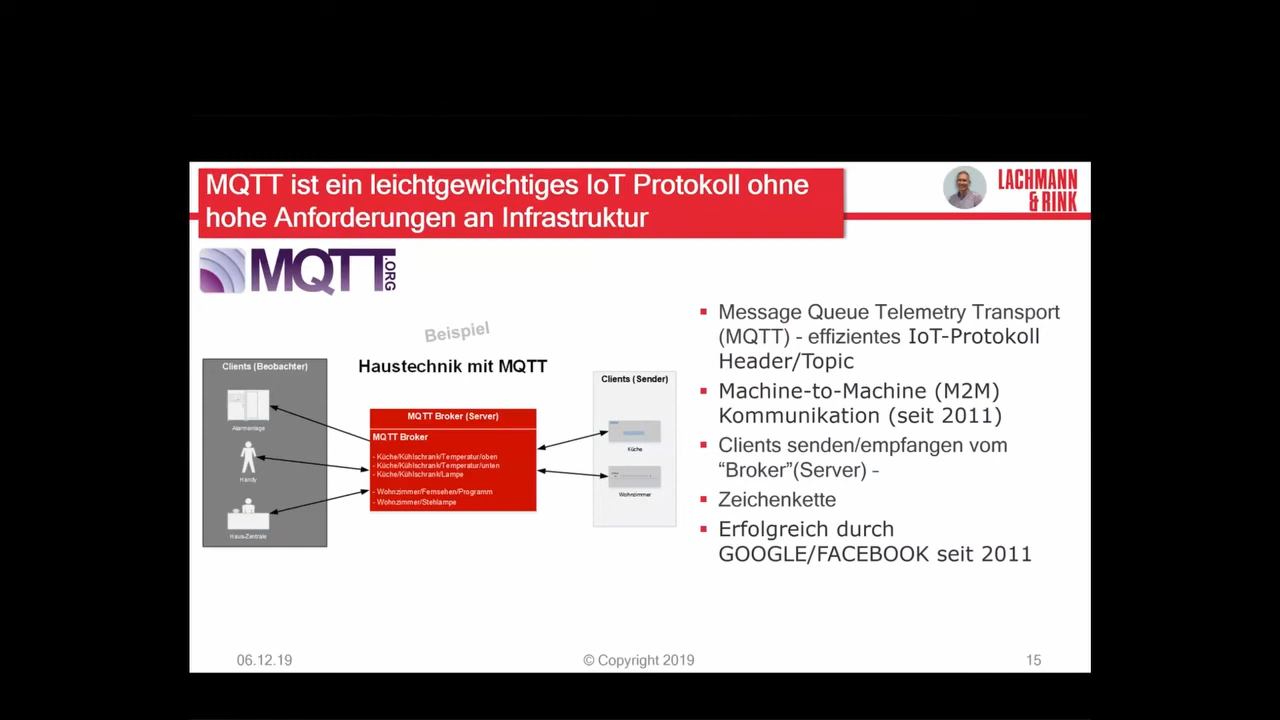 MQTT ist ein leichtgewichtiges IoT Protokoll ohne
hohe Anforderungen an Infrastruktur
LACHMANN
& RINK
MQTT.ORG
Beispiel
Haustechnik mit MQTT
Clients (Beobachter)
Alarmanlage
Handy
Haus-Zentrale
MQTT Broker (Server)
MQTT Broker
- Küche/Kühlschrank/Temperatur/oben
- Küche/Kühlschrank/Temperatur/unten
- Küche/Kühlschrank/Lampe
- Wohnzimmer/Fernsehen/Programm
- Wohnzimmer/Stehlampe
Clients (Sender)
Küche
Wohnzimmer
▪ Message Queue Telemetry Transport
(MQTT) - effizientes IoT-Protokoll
Header/Topic
▪ Machine-to-Machine (M2M)
Kommunikation (seit 2011)
▪ Clients senden/empfangen vom
“Broker”(Server) –
▪ Zeichenkette
▪ Erfolgreich durch
GOOGLE/FACEBOOK seit 2011
06.12.19
© Copyright 2019
15